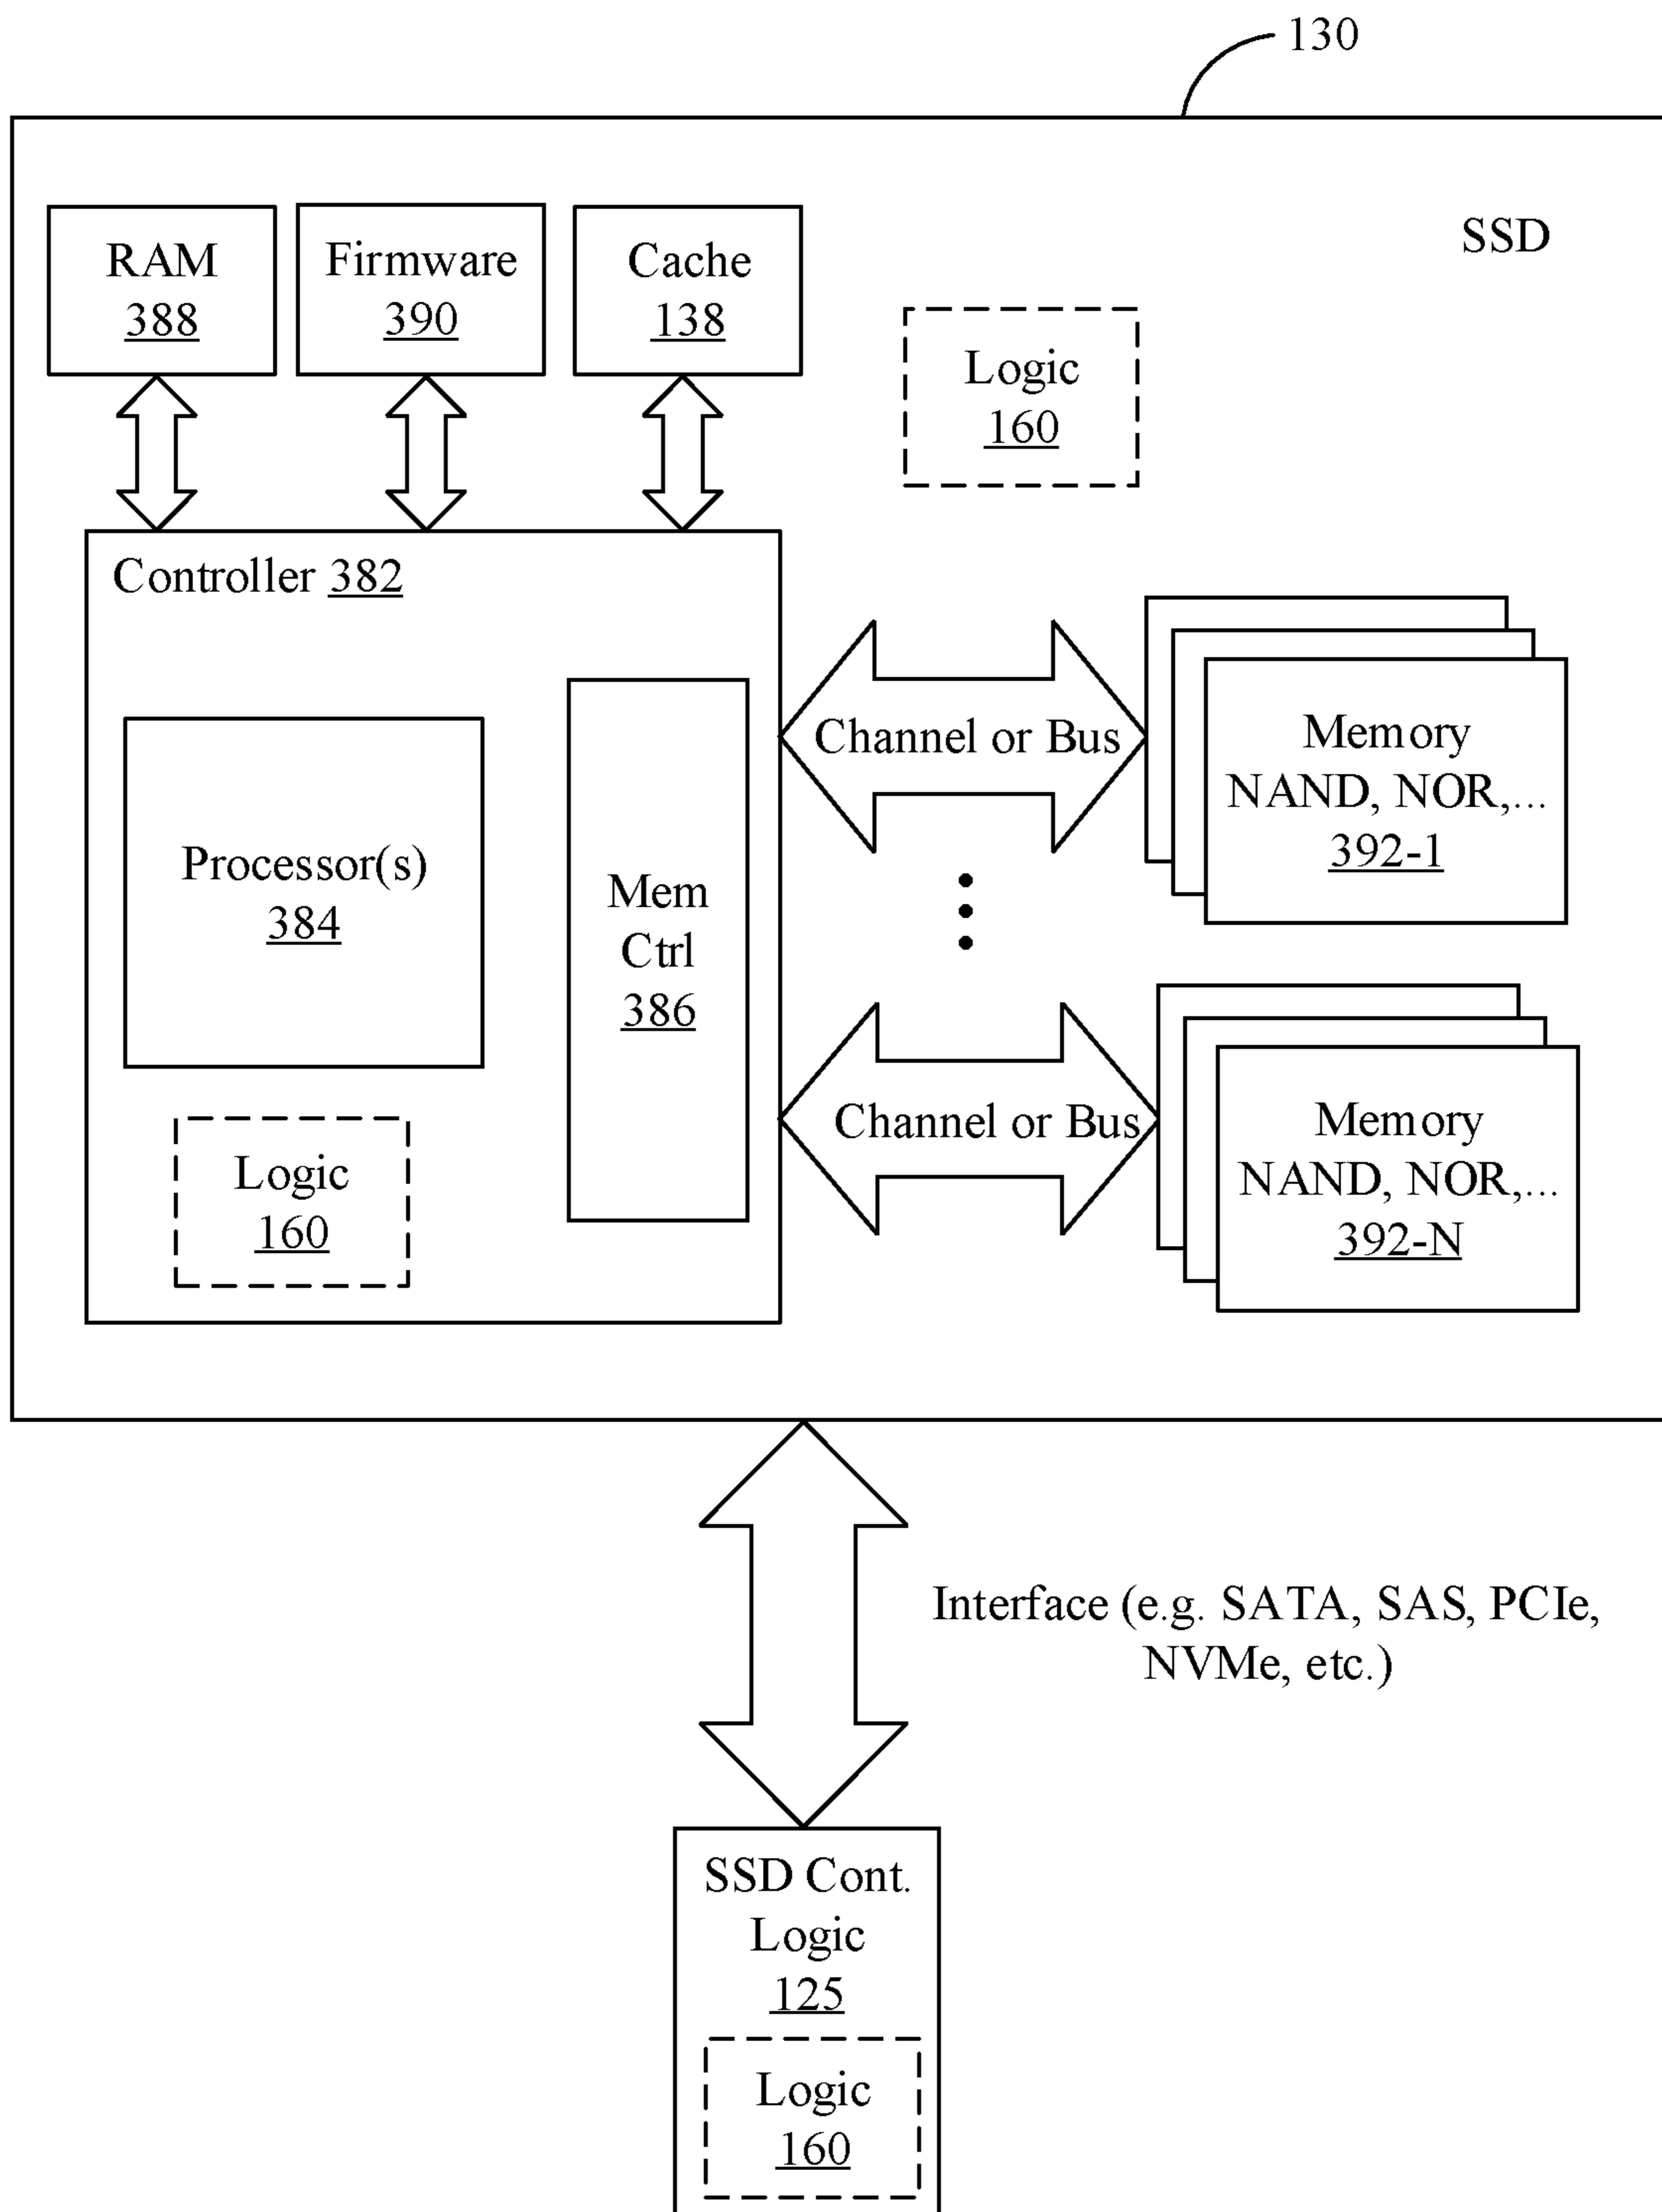 130
SSD
RAM
388
Firmware
390
Cache
138
Logic
160
Controller 382
Processor(s)
384
Mem
Ctrl
386
Logic
160
Channel or Bus
Memory
NAND, NOR,...
392-1
Channel or Bus
Memory
NAND, NOR,...
392-N
Interface (e.g. SATA, SAS, PCIe,
NVMe, etc.)
SSD Cont.
Logic
125
Logic
160